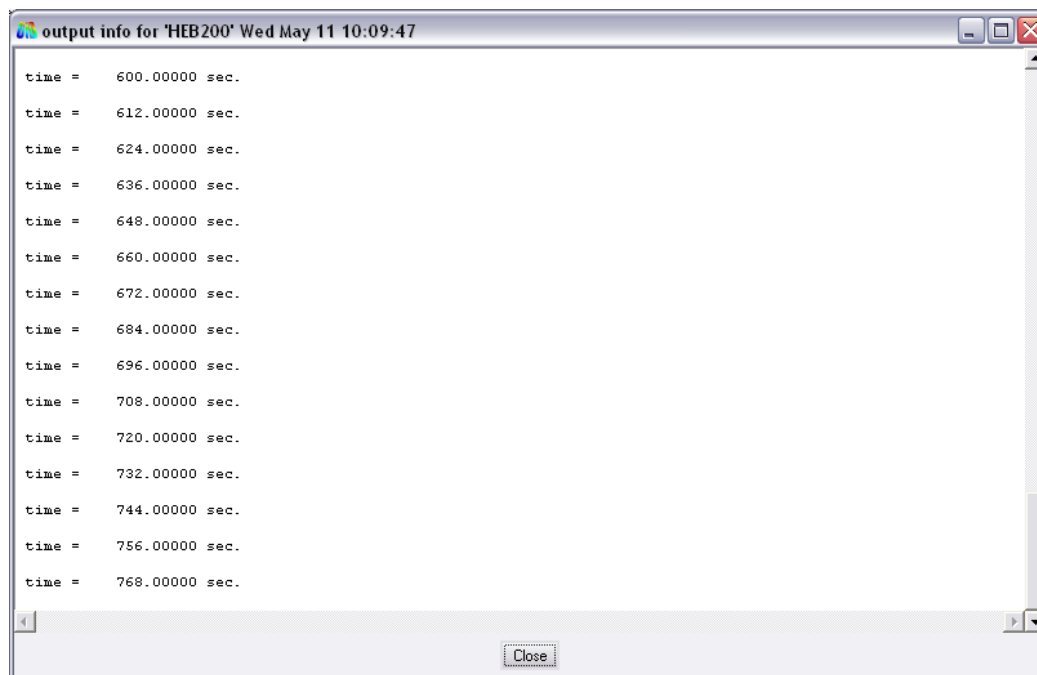 output info for 'HEB200' Wed May 11 10:09:47
time = 600.00000 sec.
time = 612.00000 sec.
time = 624.00000 sec.
time = 636.00000 sec.
time = 648.00000 sec.
time = 660.00000 sec.
time = 672.00000 sec.
time = 684.00000 sec.
time = 696.00000 sec.
time = 708.00000 sec.
time = 720.00000 sec.
time = 732.00000 sec.
time = 744.00000 sec.
time = 756.00000 sec.
time = 768.00000 sec.
Close